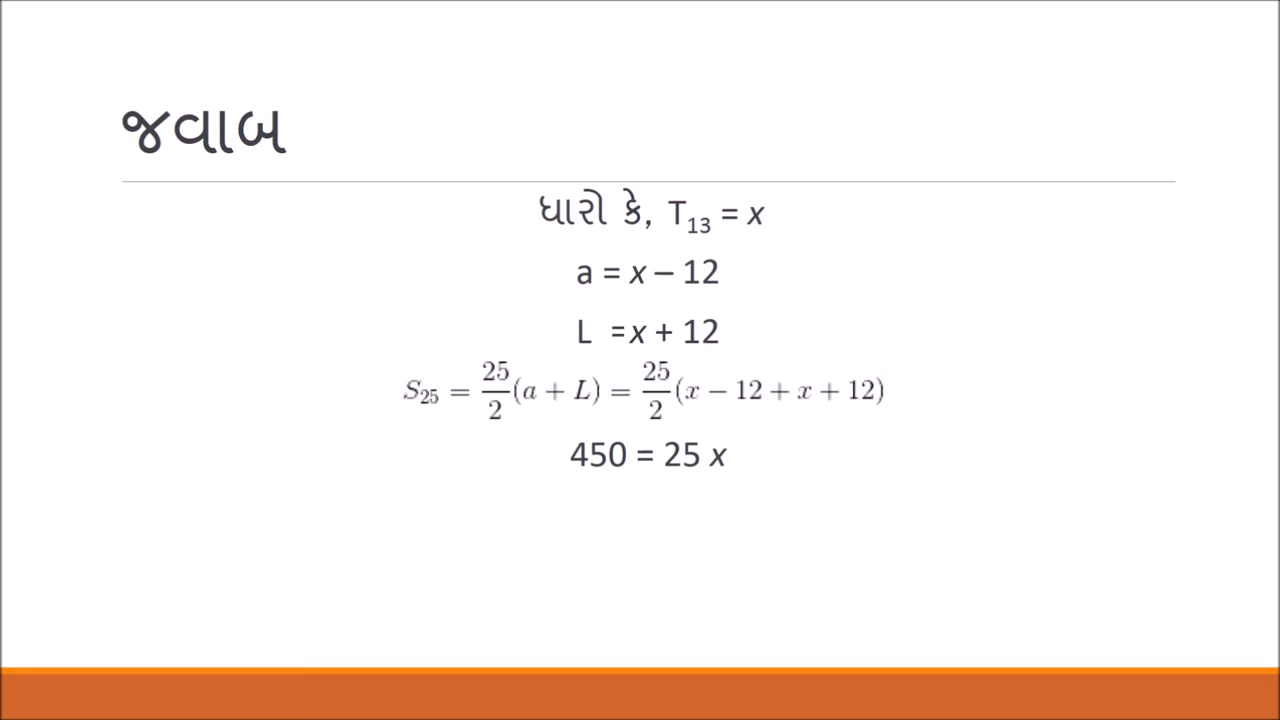 જવાબ
ધારો કે, T₁₃ = x
a = x – 12
L =x + 12
S₂₅ = 25/2 (a + L) = 25/2 (x − 12 + x + 12)
450 = 25 x